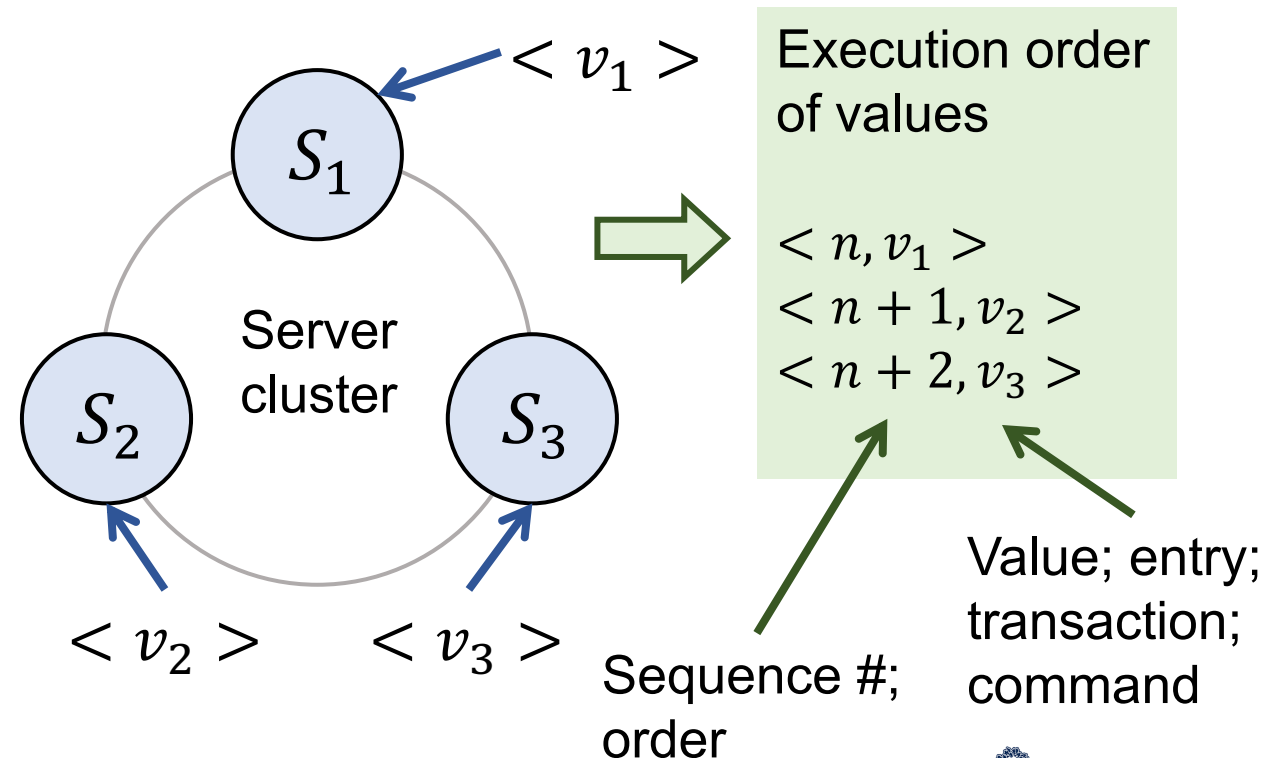 < v₁ >
S₁
Server
cluster
S₂
S₃
< v₂ >
< v₃ >
Execution order
of values
< n, v₁ >
< n + 1, v₂ >
< n + 2, v₃ >
Sequence #;
order
Value; entry;
transaction;
command